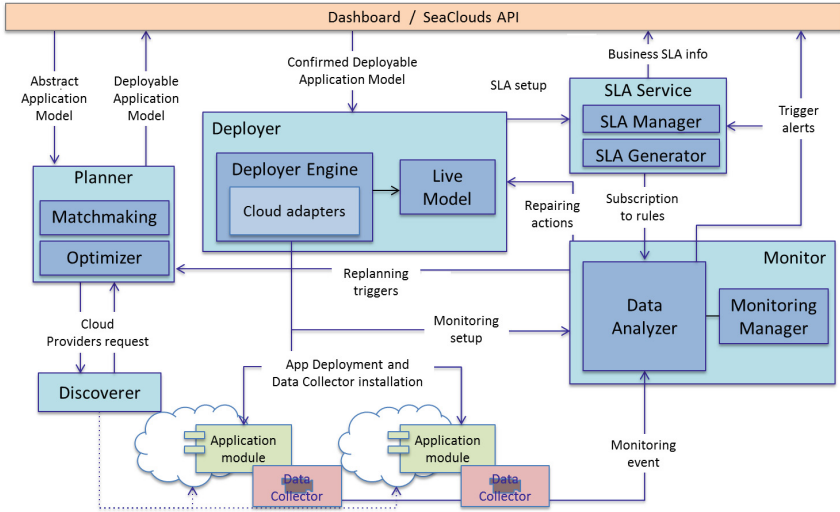 Dashboard / SeaClouds API
Abstract
Application
Model
Deployable
Application
Model
Confirmed Deployable
Application Model
Business SLA info
SLA setup
SLA Service
SLA Manager
SLA Generator
Trigger
alerts
Deployer
Deployer Engine
Cloud adapters
Live
Model
Planner
Matchmaking
Optimizer
Repairing
actions
Subscription
to rules
Replanning
triggers
Monitor
Data
Analyzer
Monitoring
Manager
Cloud
Providers request
Monitoring
setup
App Deployment and
Data Collector installation
Discoverer
Application
module
Application
module
Data
Collector
Data
Collector
Monitoring
event